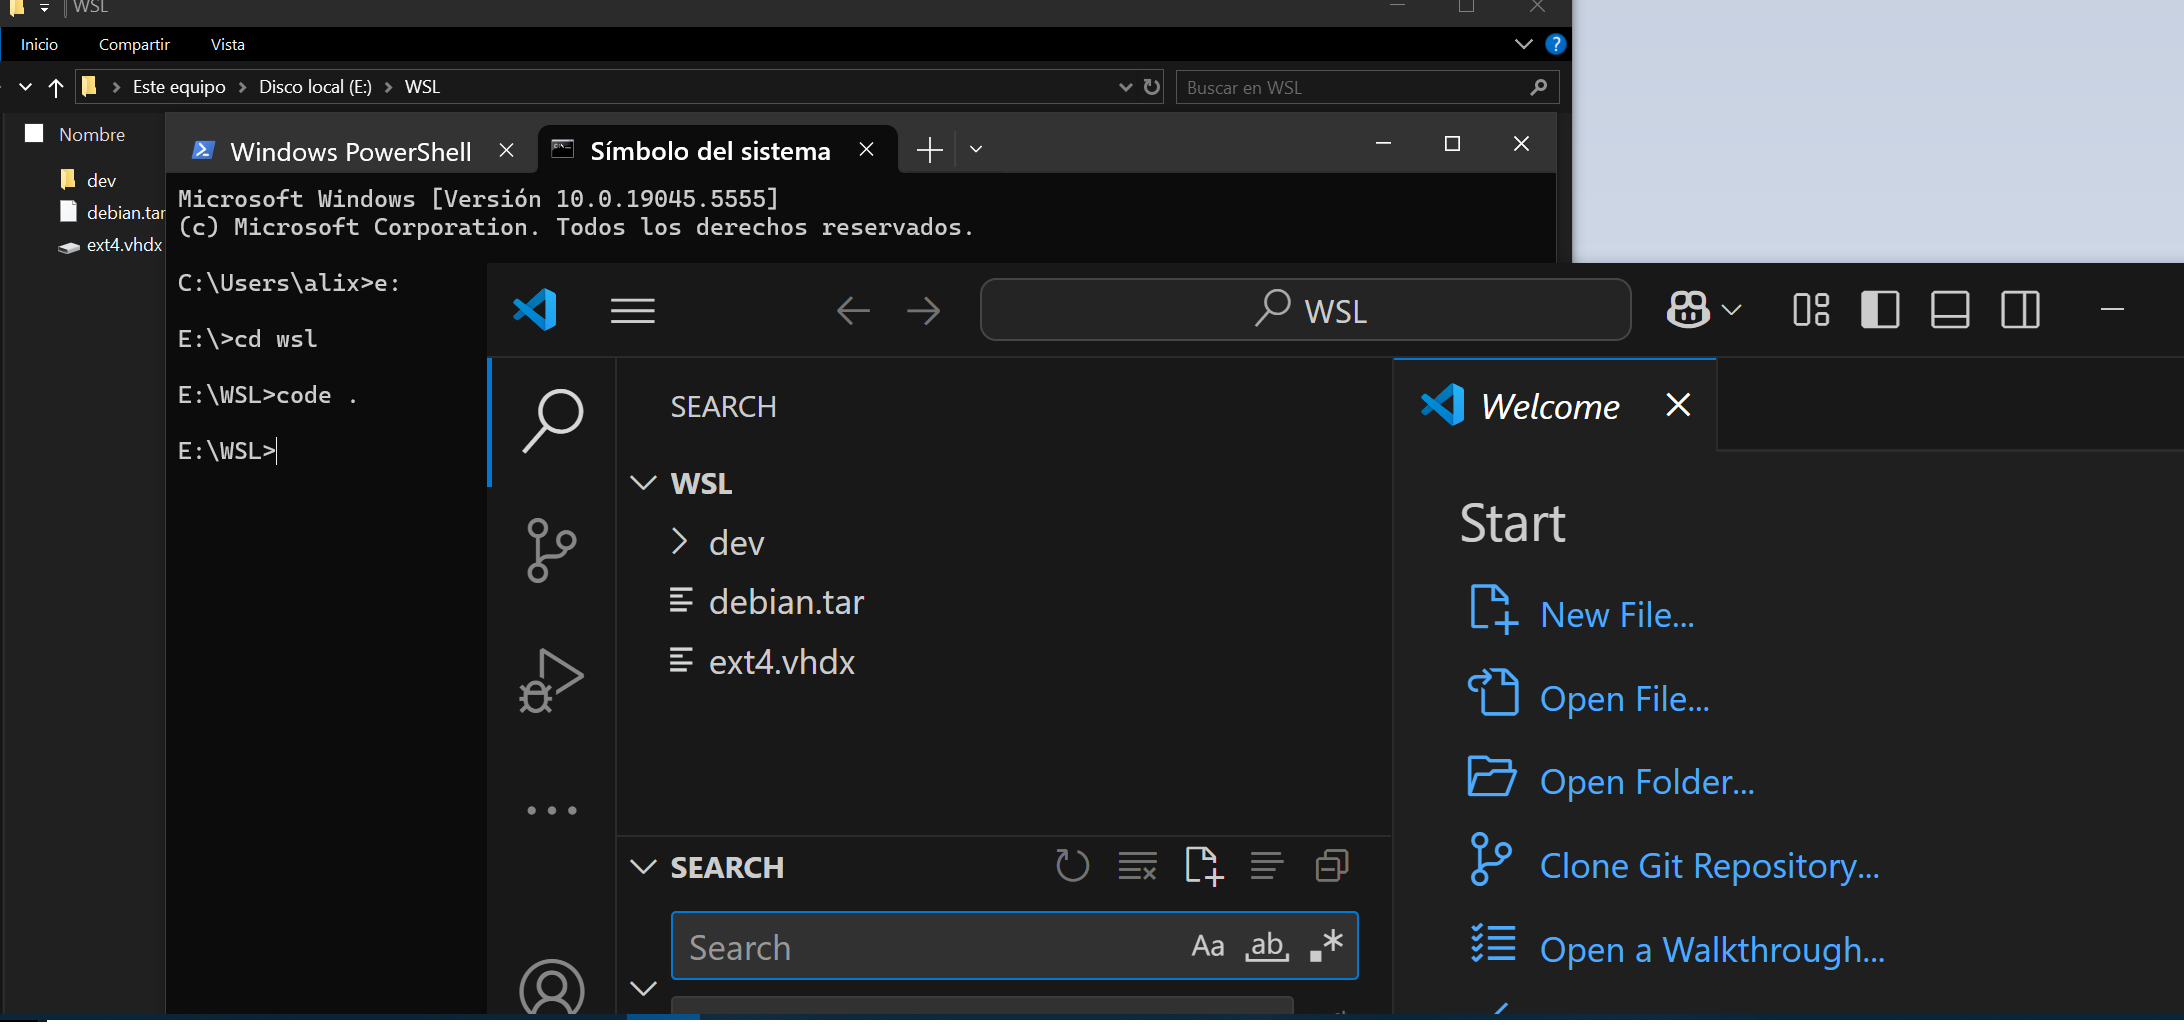 WSL
Inicio Compartir Vista
Este equipo Disco local (E:) WSL
Buscar en WSL
Nombre
dev
debian.tar
ext4.vhdx
Windows PowerShell
Símbolo del sistema
Microsoft Windows [Versión 10.0.19045.5555]
(c) Microsoft Corporation. Todos los derechos reservados.
C:\Users\alix>e:
E:\>cd wsl
E:\WSL>code .
E:\WSL>
WSL
SEARCH
WSL
dev
debian.tar
ext4.vhdx
SEARCH
Search
Aa ab
Welcome
Start
New File...
Open File...
Open Folder...
Clone Git Repository...
Open a Walkthrough...